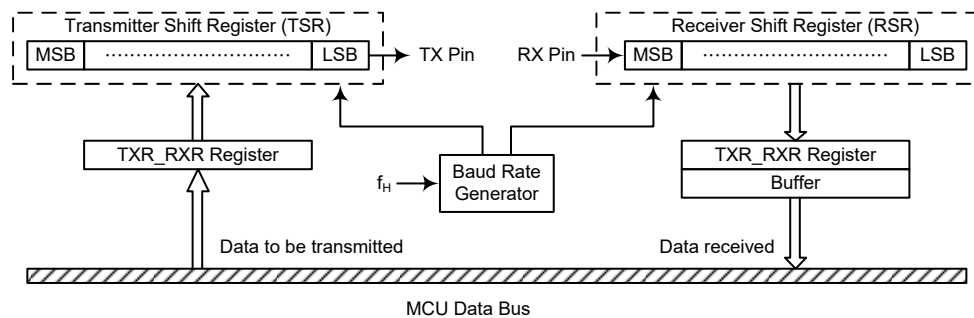 Transmitter Shift Register (TSR)
MSB ........................... LSB
TX Pin
Receiver Shift Register (RSR)
RX Pin
MSB ........................... LSB
TXR_RXR Register
fH
Baud Rate
Generator
TXR_RXR Register
Buffer
Data to be transmitted
Data received
MCU Data Bus